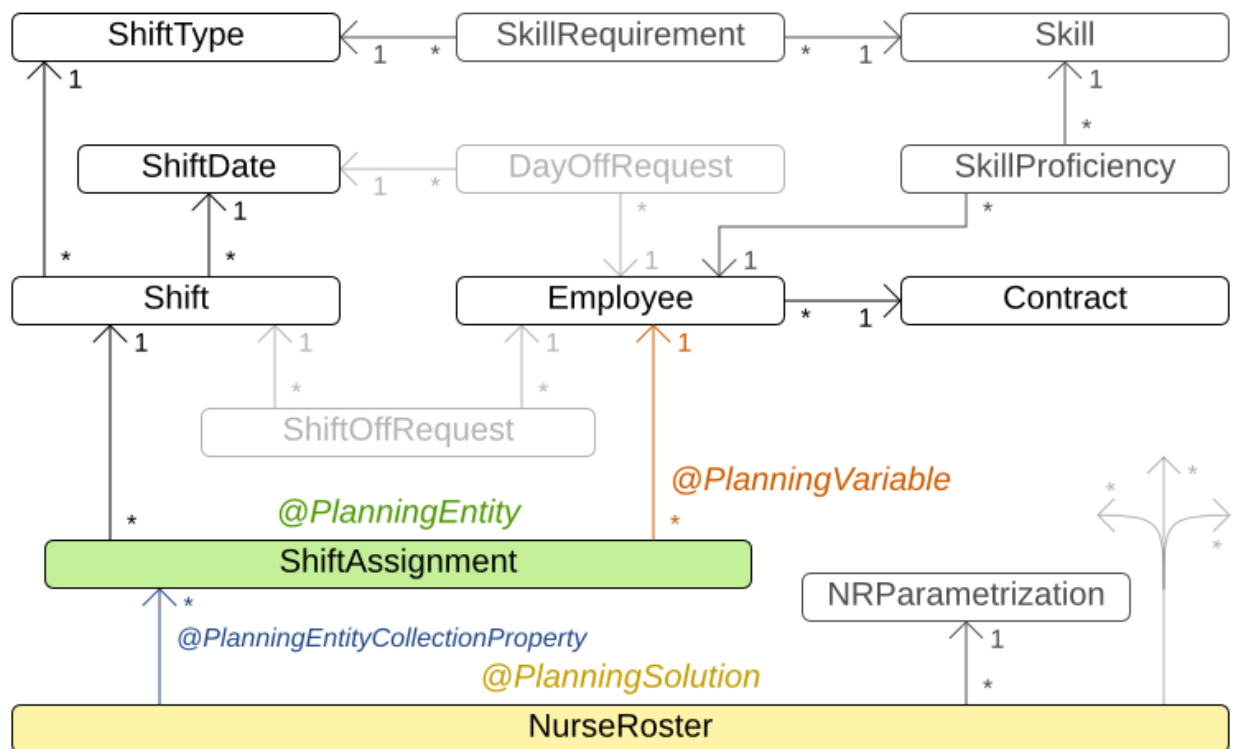 ShiftType
SkillRequirement
Skill
1 * * 1 1
1 *
ShiftDate
DayOffRequest
SkillProficiency
1 * * *
1
* * 1 1
Shift
Employee
Contract
* 1
1 1 1 1
* *
ShiftOffRequest
@PlanningVariable
* *
@PlanningEntity
* * *
ShiftAssignment
NRParametrization
*
1
@PlanningEntityCollectionProperty
@PlanningSolution
*
NurseRoster